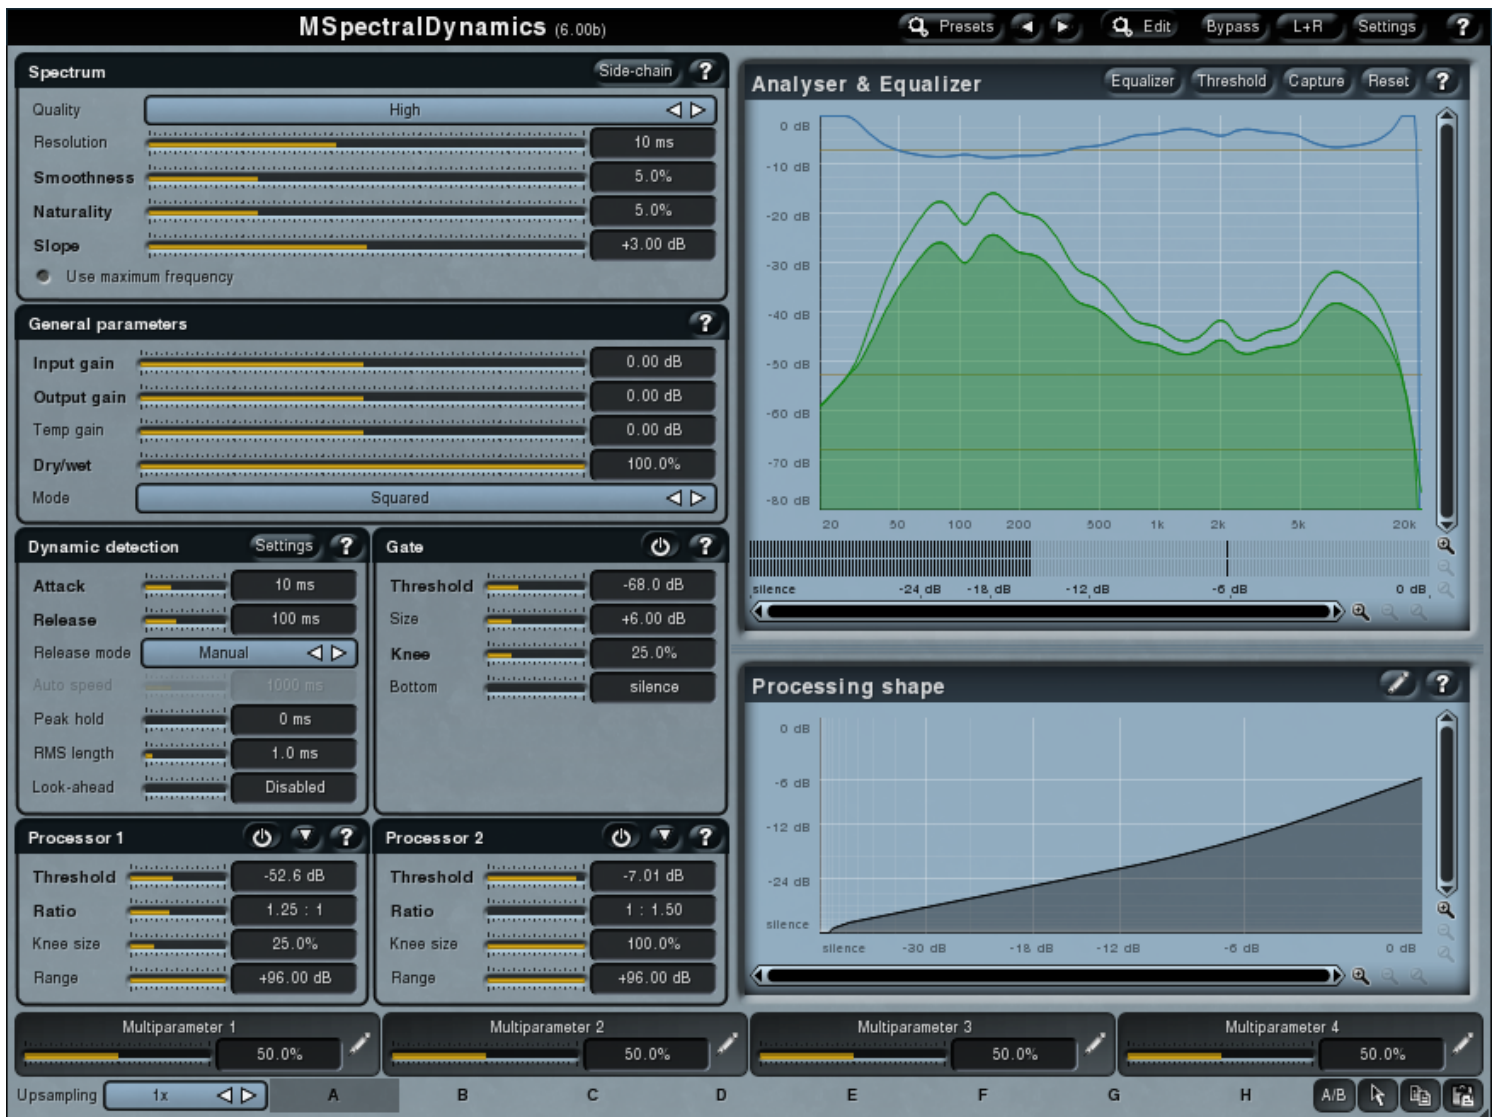 MSpectralDynamics (6.00b)
Presets Edit Bypass L+R Settings ?
Spectrum Side-chain ?
Quality High
Resolution 10 ms
Smoothness 5.0%
Naturality 5.0%
Slope +3.00 dB
Use maximum frequency
General parameters ?
Input gain 0.00 dB
Output gain 0.00 dB
Temp gain 0.00 dB
Dry/wet 100.0%
Mode Squared
Dynamic detection Settings ?
Attack 10 ms
Release 100 ms
Release mode Manual
Auto speed 1000 ms
Peak hold 0 ms
RMS length 1.0 ms
Look-ahead Disabled
Gate ?
Threshold -68.0 dB
Size +6.00 dB
Knee 25.0%
Bottom silence
Processor 1 ?
Threshold -52.6 dB
Ratio 1.25 : 1
Knee size 25.0%
Range +96.00 dB
Processor 2 ?
Threshold -7.01 dB
Ratio 1 : 1.50
Knee size 100.0%
Range +96.00 dB
Analyser & Equalizer Equalizer Threshold Capture Reset ?
0 dB
-10 dB
-20 dB
-30 dB
-40 dB
-50 dB
-60 dB
-70 dB
-80 dB
20 50 100 200 500 1k 2k 5k 20k
silence -24 dB -18 dB -12 dB -6 dB 0 dB
Processing shape ?
0 dB
-6 dB
-12 dB
-24 dB
silence
silence -30 dB -18 dB -12 dB -6 dB 0 dB
Multiparameter 1 50.0%
Multiparameter 2 50.0%
Multiparameter 3 50.0%
Multiparameter 4 50.0%
Upsampling 1x A B C D E F G H A/B